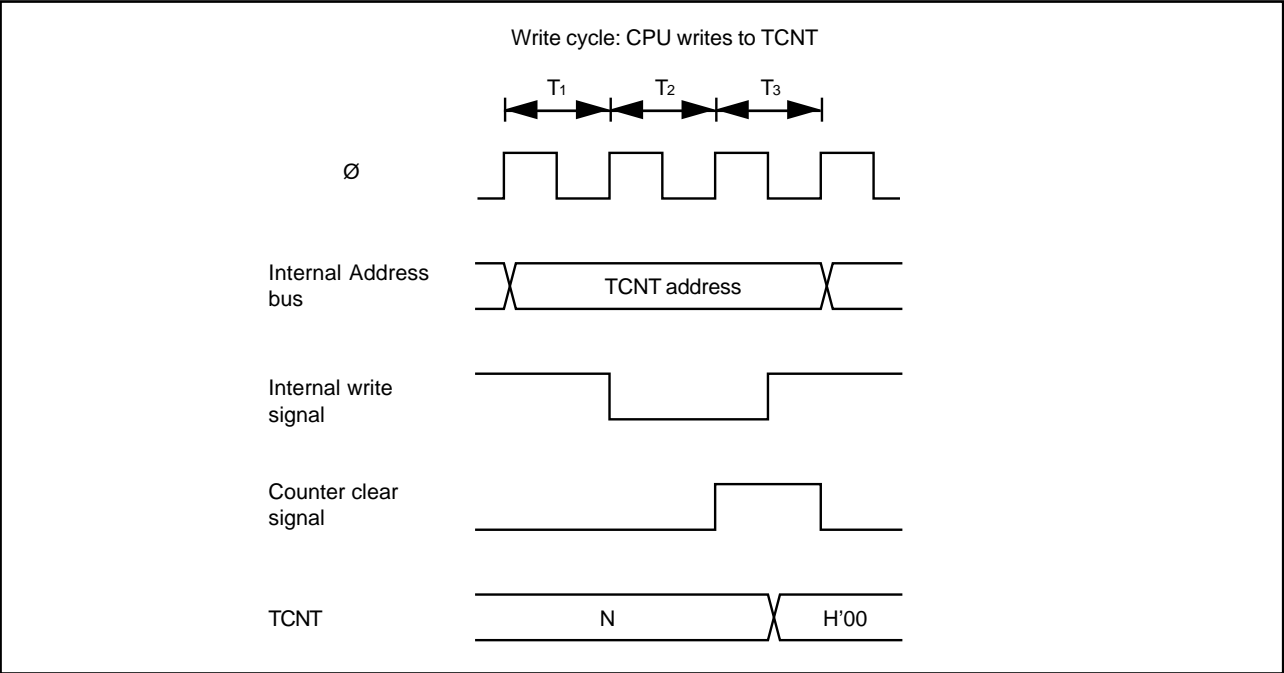 Write cycle: CPU writes to TCNT
T1 T2 T3
Ø
Internal Address
bus
TCNT address
Internal write
signal
Counter clear
signal
TCNT N H'00